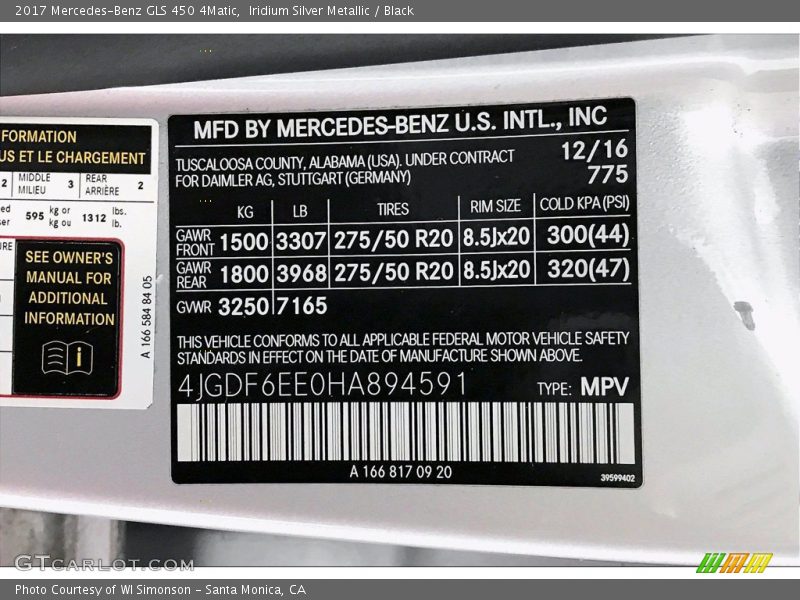 2017 Mercedes-Benz GLS 450 4Matic, Iridium Silver Metallic / Black
FORMATION
US ET LE CHARGEMENT
2 MIDDLE MILIEU 3 REAR ARRIÈRE 2
595 kg or kg ou 1312 lbs. lb.
SEE OWNER'S
MANUAL FOR
ADDITIONAL
INFORMATION
A 166 584 84 05
MFD BY MERCEDES-BENZ U.S. INTL., INC
TUSCALOOSA COUNTY, ALABAMA (USA). UNDER CONTRACT
FOR DAIMLER AG, STUTTGART (GERMANY)
12/16
775
KG LB TIRES RIM SIZE COLD KPA (PSI)
GAWR FRONT 1500 3307 275/50 R20 8.5Jx20 300(44)
GAWR REAR 1800 3968 275/50 R20 8.5Jx20 320(47)
GVWR 3250 7165
THIS VEHICLE CONFORMS TO ALL APPLICABLE FEDERAL MOTOR VEHICLE SAFETY
STANDARDS IN EFFECT ON THE DATE OF MANUFACTURE SHOWN ABOVE.
4JGDF6EE0HA894591 TYPE: MPV
A 166 817 09 20
39599402
GTCARLOT.COM
Photo Courtesy of WI Simonson - Santa Monica, CA